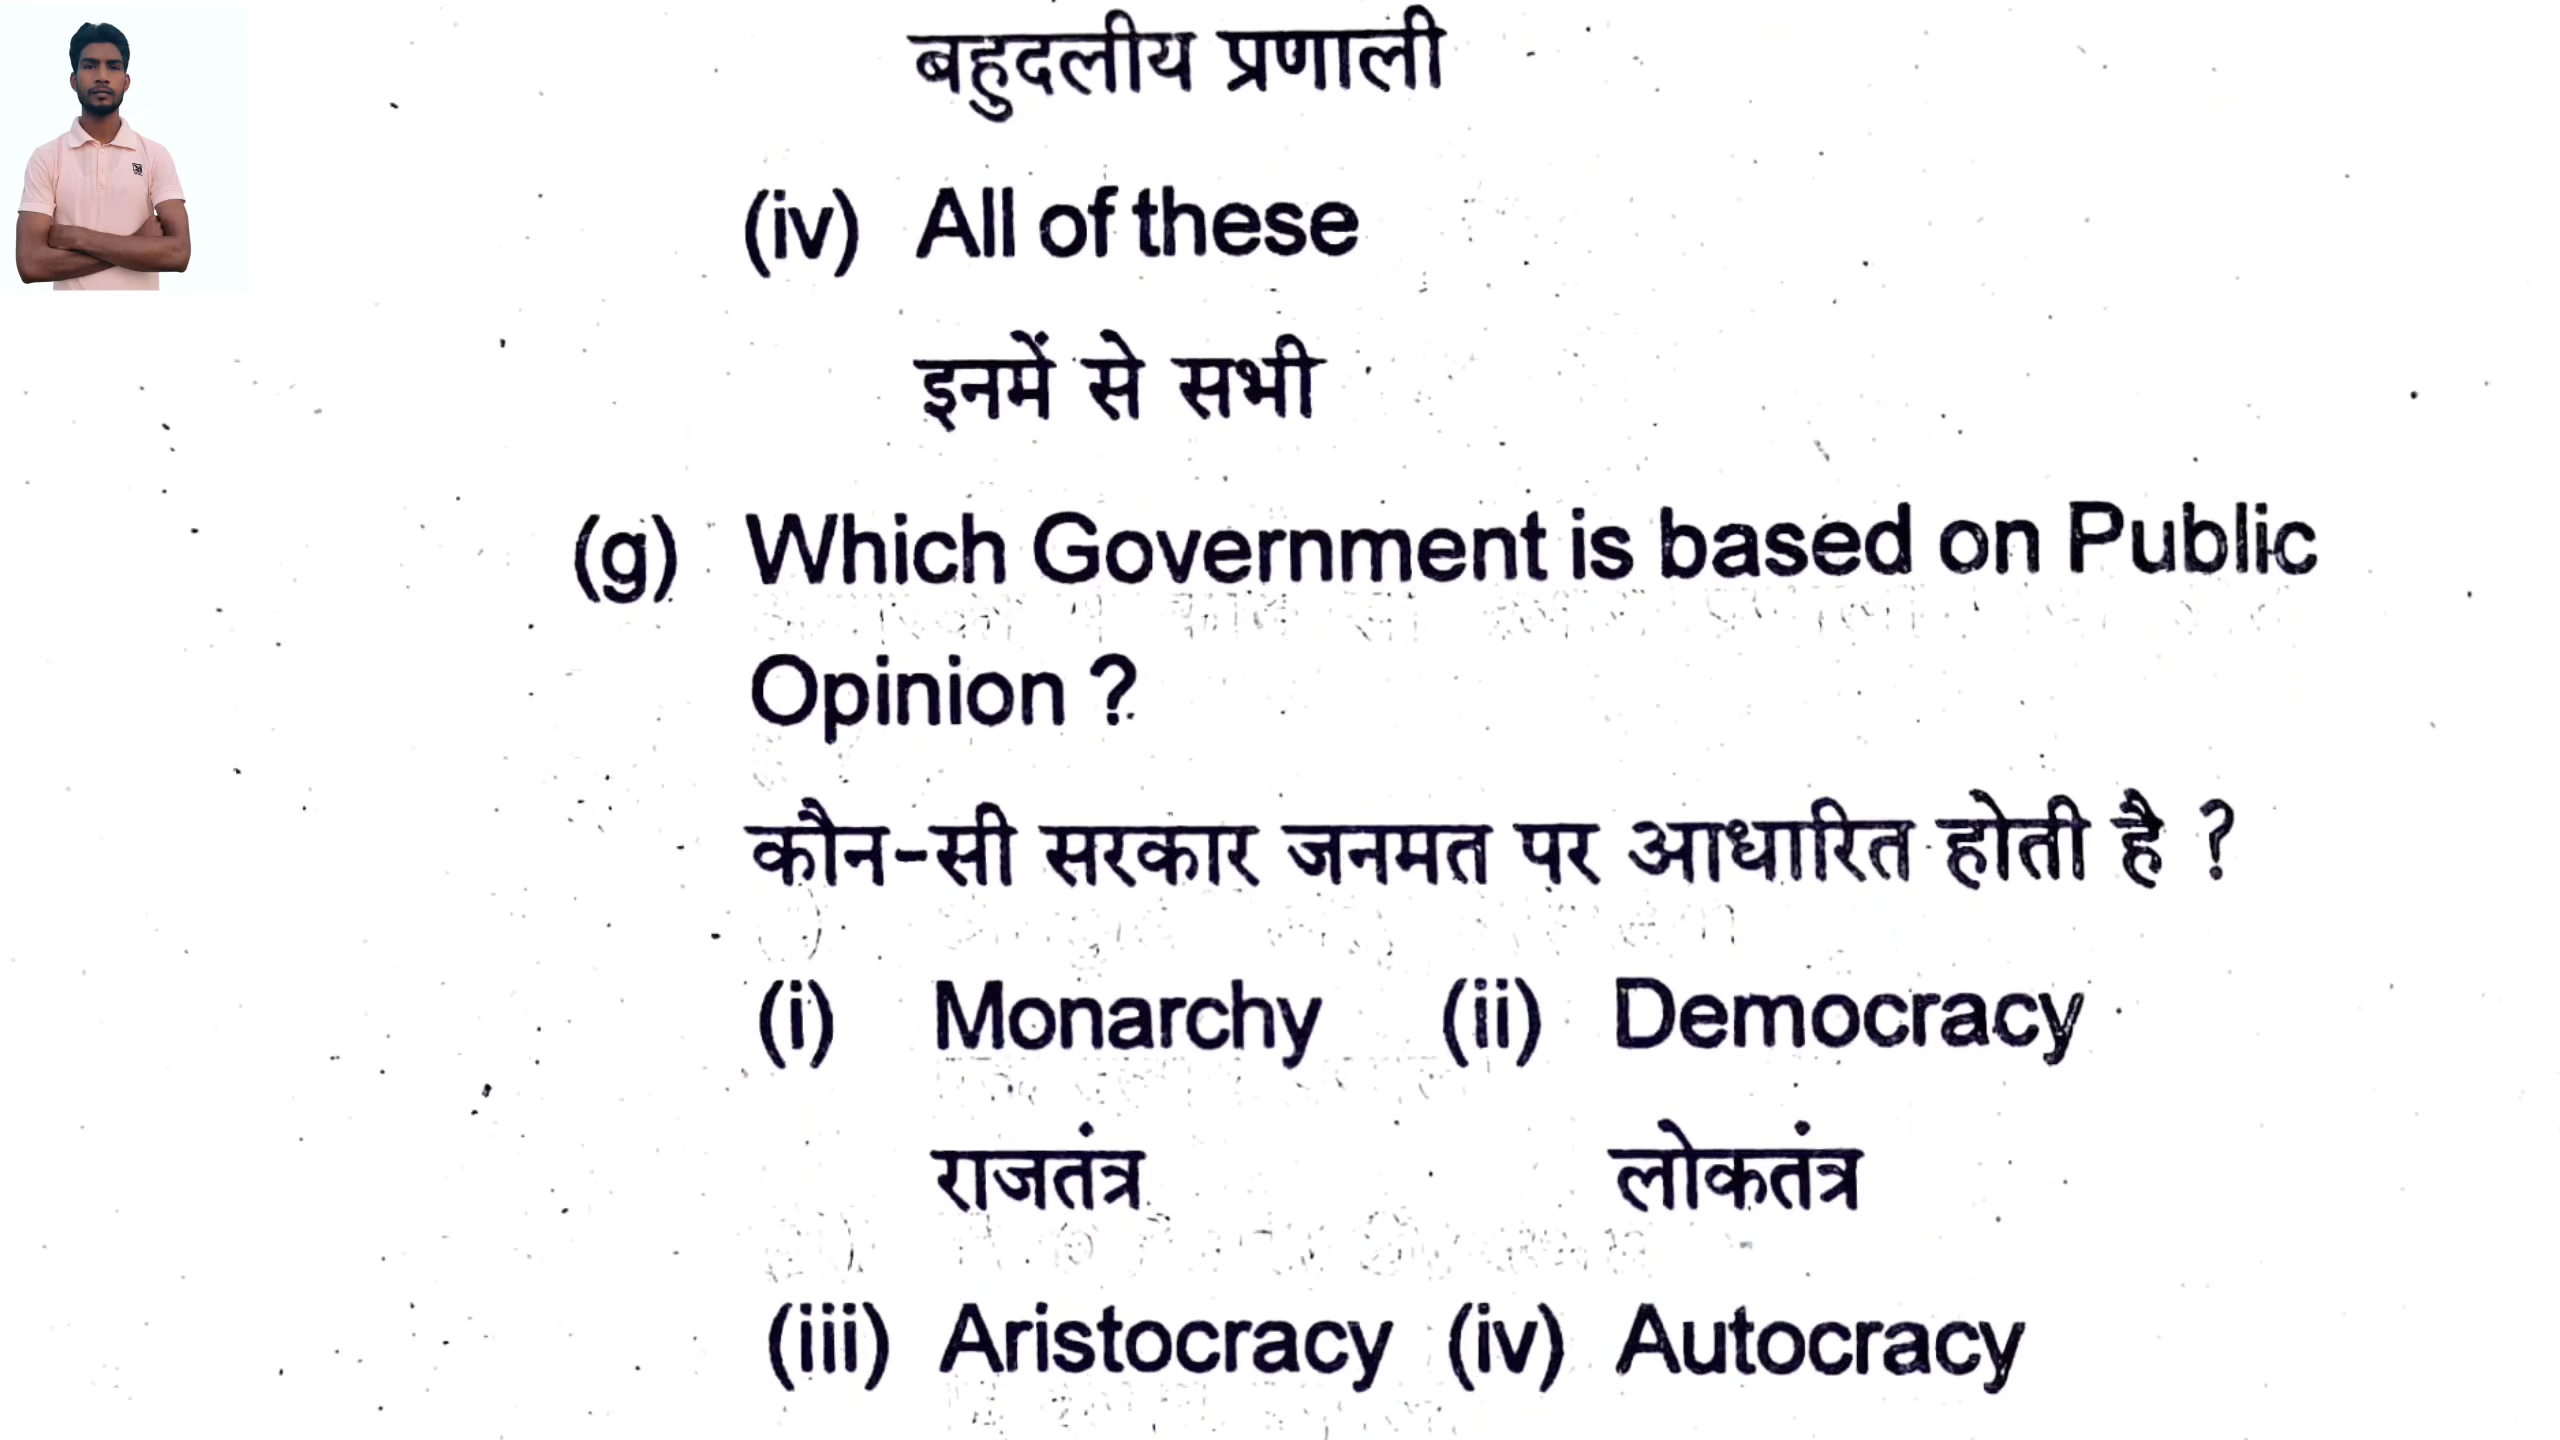 बहुदलीय प्रणाली
(iv) All of these
इनमें से सभी
(g) Which Government is based on Public
Opinion ?
कौन-सी सरकार जनमत पर आधारित होती है ?
(i) Monarchy (ii) Democracy
राजतंत्र लोकतंत्र
(iii) Aristocracy (iv) Autocracy